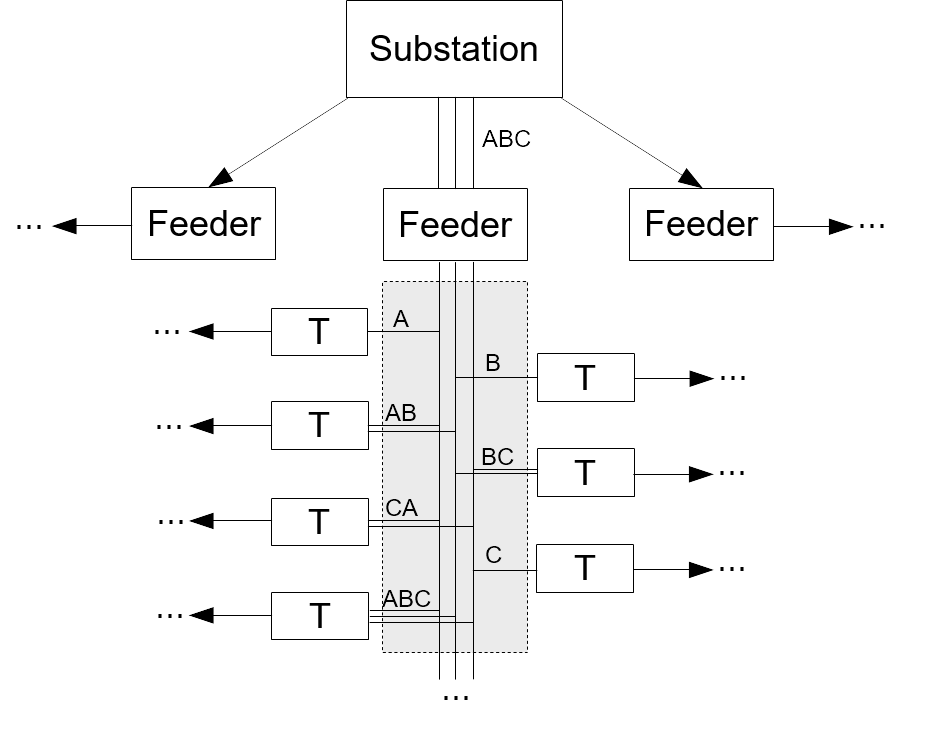 Substation
ABC
... Feeder Feeder Feeder ...
A
... T
B
T ...
AB
... T
BC
T ...
CA
... T
C
T ...
ABC
... T
...